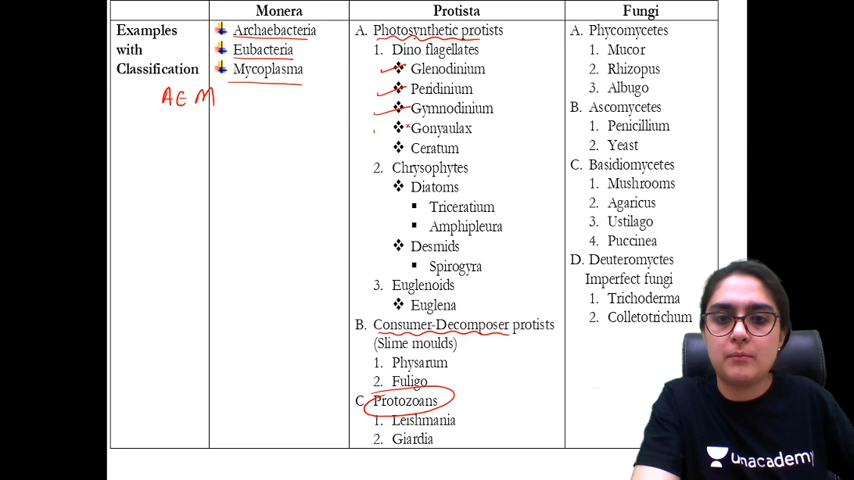 Monera
Protista
Fungi
Examples
with
Classification
Archaebacteria
Eubacteria
Mycoplasma
AEM
A. Photosynthetic protists
1. Dino flagellates
Glenodinium
Peridinium
Gymnodinium
Gonyaulax
Ceratum
2. Chrysophytes
Diatoms
Triceratium
Amphipleura
Desmids
Spirogyra
3. Euglenoids
Euglena
B. Consumer-Decomposer protists
(Slime moulds)
1. Physarum
2. Fuligo
C. Protozoans
1. Leishmania
2. Giardia
A. Phycomycetes
1. Mucor
2. Rhizopus
3. Albugo
B. Ascomycetes
1. Penicillium
2. Yeast
C. Basidiomycetes
1. Mushrooms
2. Agaricus
3. Ustilago
4. Puccinea
D. Deuteromyctes
Imperfect fungi
1. Trichoderma
2. Colletotrichum
unacademy